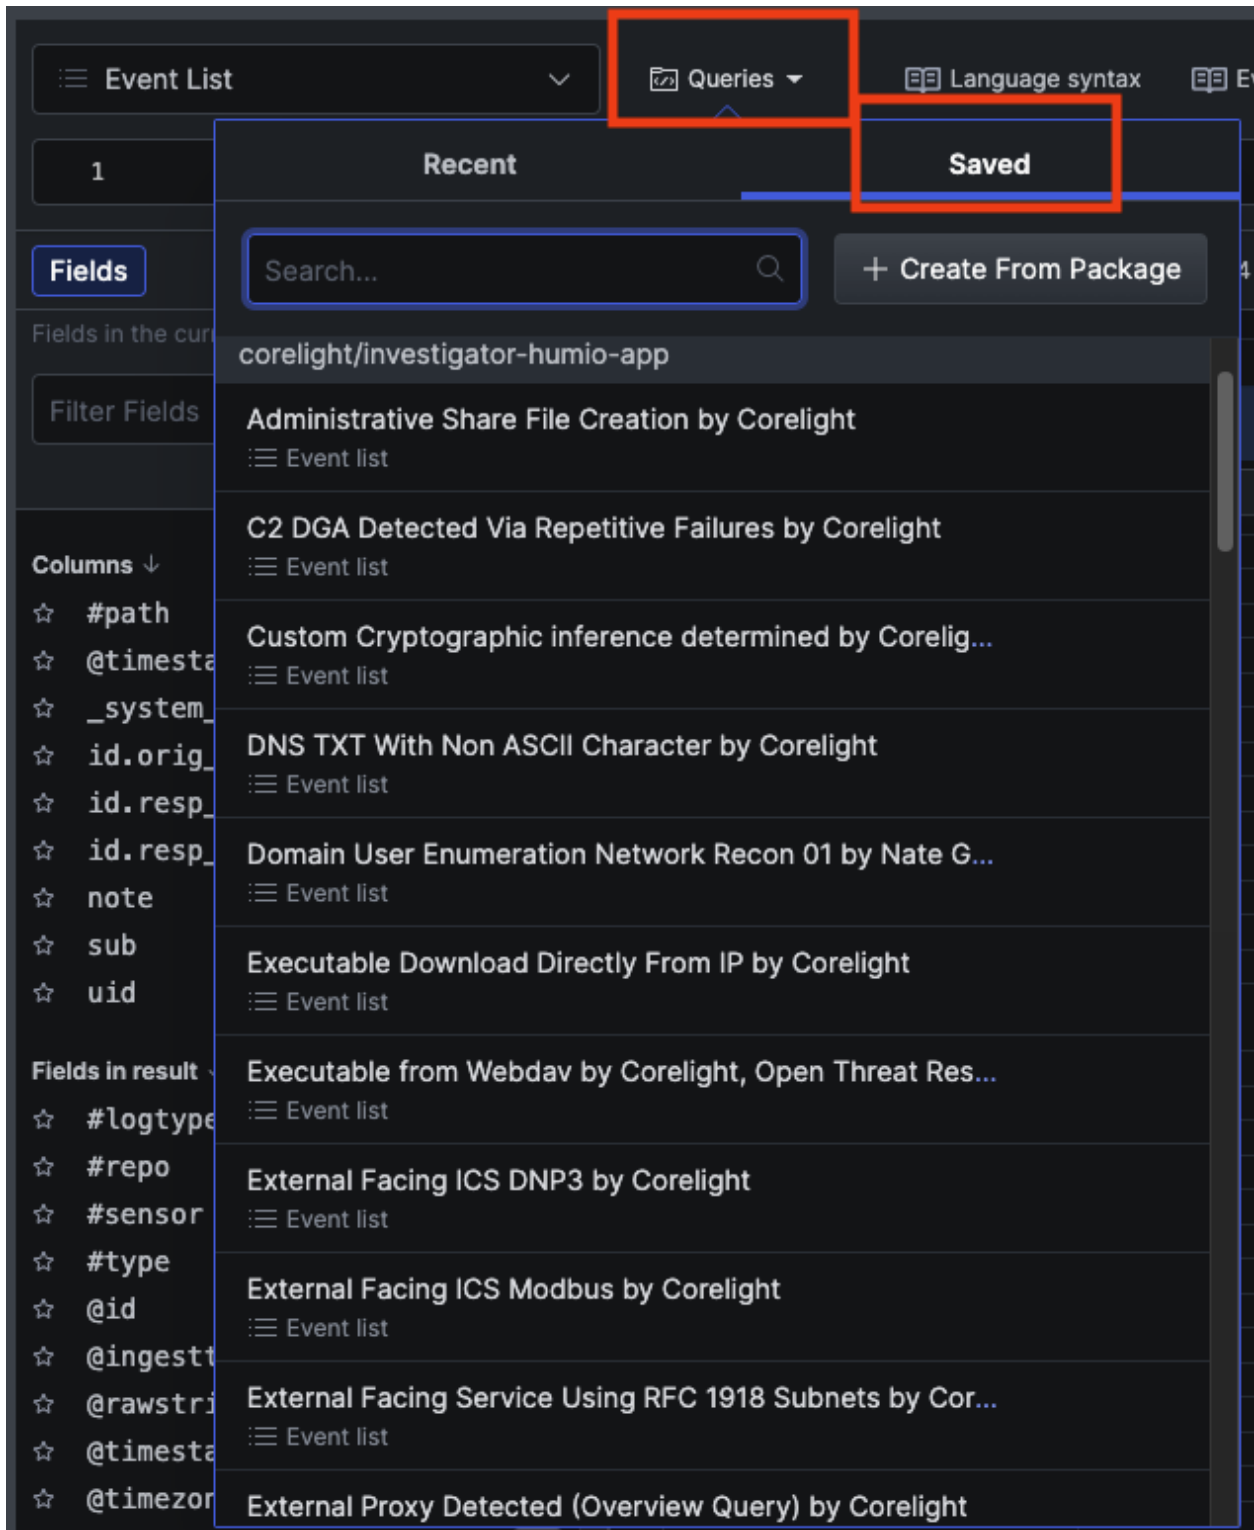 Event List
Queries
Language syntax
1
Recent
Saved
Fields
Search...
+ Create From Package
4
Fields in the
Filter Fields
corelight/investigator-humio-app
Administrative Share File Creation by Corelight
Event list
C2 DGA Detected Via Repetitive Failures by Corelight
Event list
Custom Cryptographic inference determined by Corelig...
Event list
DNS TXT With Non ASCII Character by Corelight
Event list
Domain User Enumeration Network Recon 01 by Nate G...
Event list
Executable Download Directly From IP by Corelight
Event list
Executable from Webdav by Corelight, Open Threat Res...
Event list
External Facing ICS DNP3 by Corelight
Event list
External Facing ICS Modbus by Corelight
Event list
External Facing Service Using RFC 1918 Subnets by Cor...
Event list
External Proxy Detected (Overview Query) by Corelight
Columns
#path
@timesta
_system_
id.orig_
id.resp_
id.resp_
note
sub
uid
Fields in result
#logtype
#repo
#sensor
#type
@id
@ingestt
@rawstri
@timesta
@timezor